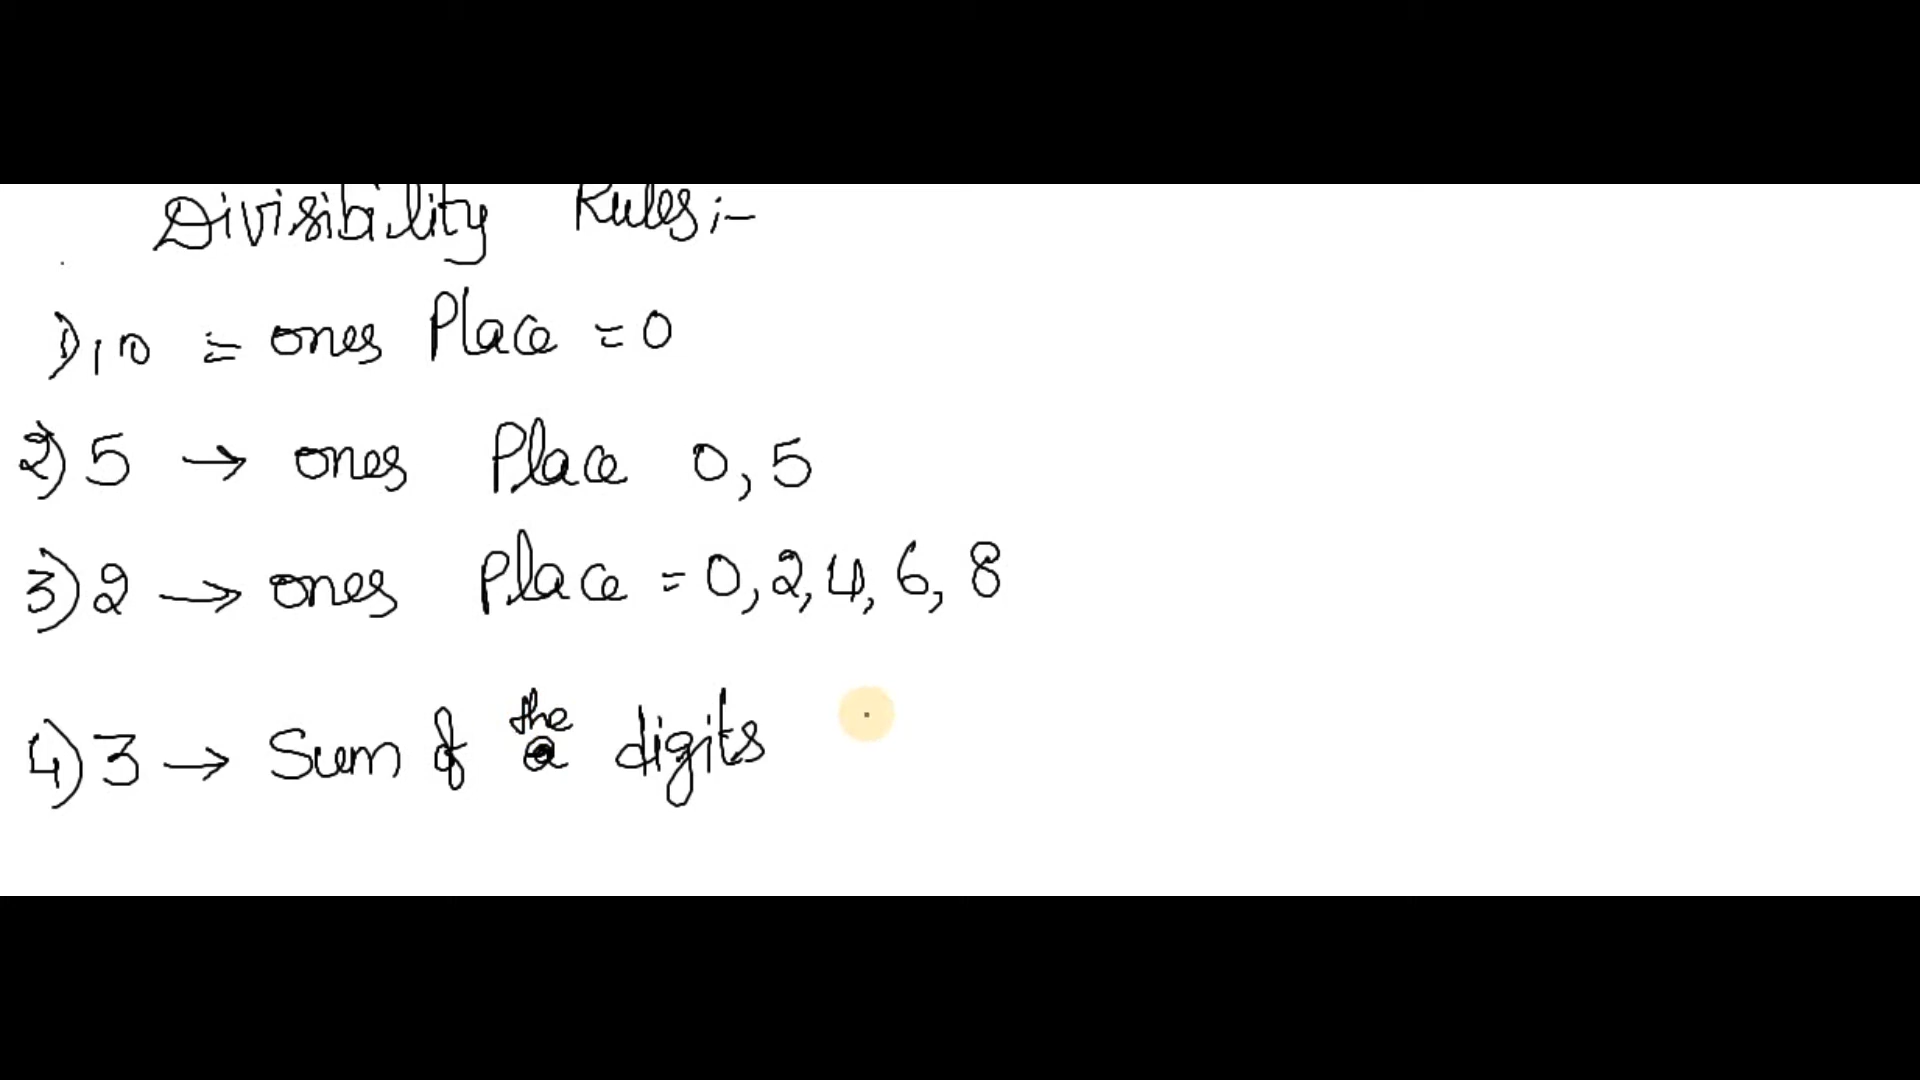 Divisibility Rules :-
1) 10 = ones Place = 0
2) 5 → ones Place 0, 5
3) 2 → ones Place = 0, 2, 4, 6, 8
4) 3 → Sum of the digits